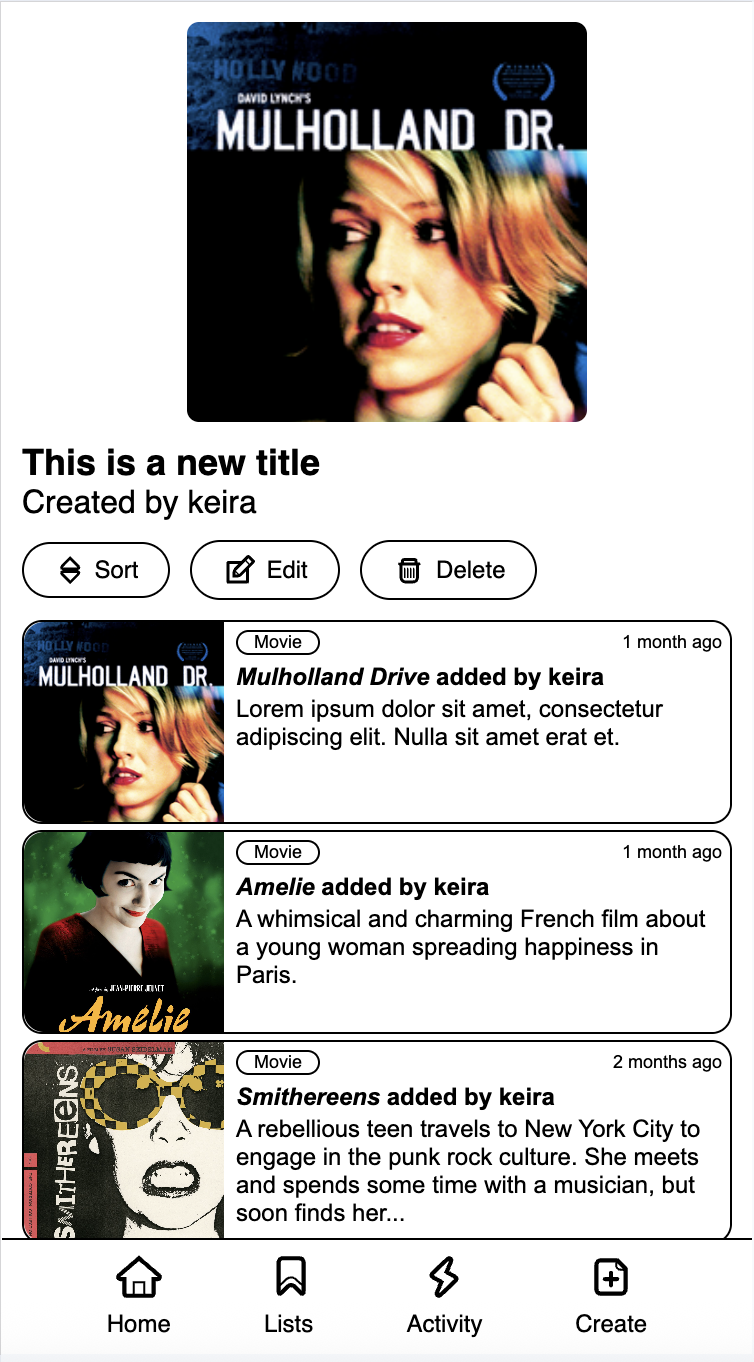 HOLLYWOOD
WINNER
DAVID LYNCH'S
MULHOLLAND DR.
This is a new title
Created by keira
Sort
Edit
Delete
HOLLYWOOD
DAVID LYNCH'S
MULHOLLAND DR.
Movie
1 month ago
Mulholland Drive added by keira
Lorem ipsum dolor sit amet, consectetur
adipiscing elit. Nulla sit amet erat et.
Amelie
Movie
1 month ago
Amelie added by keira
A whimsical and charming French film about
a young woman spreading happiness in
Paris.
SMITHEREENS
Movie
2 months ago
Smithereens added by keira
A rebellious teen travels to New York City to
engage in the punk rock culture. She meets
and spends some time with a musician, but
soon finds her...
Home
Lists
Activity
Create